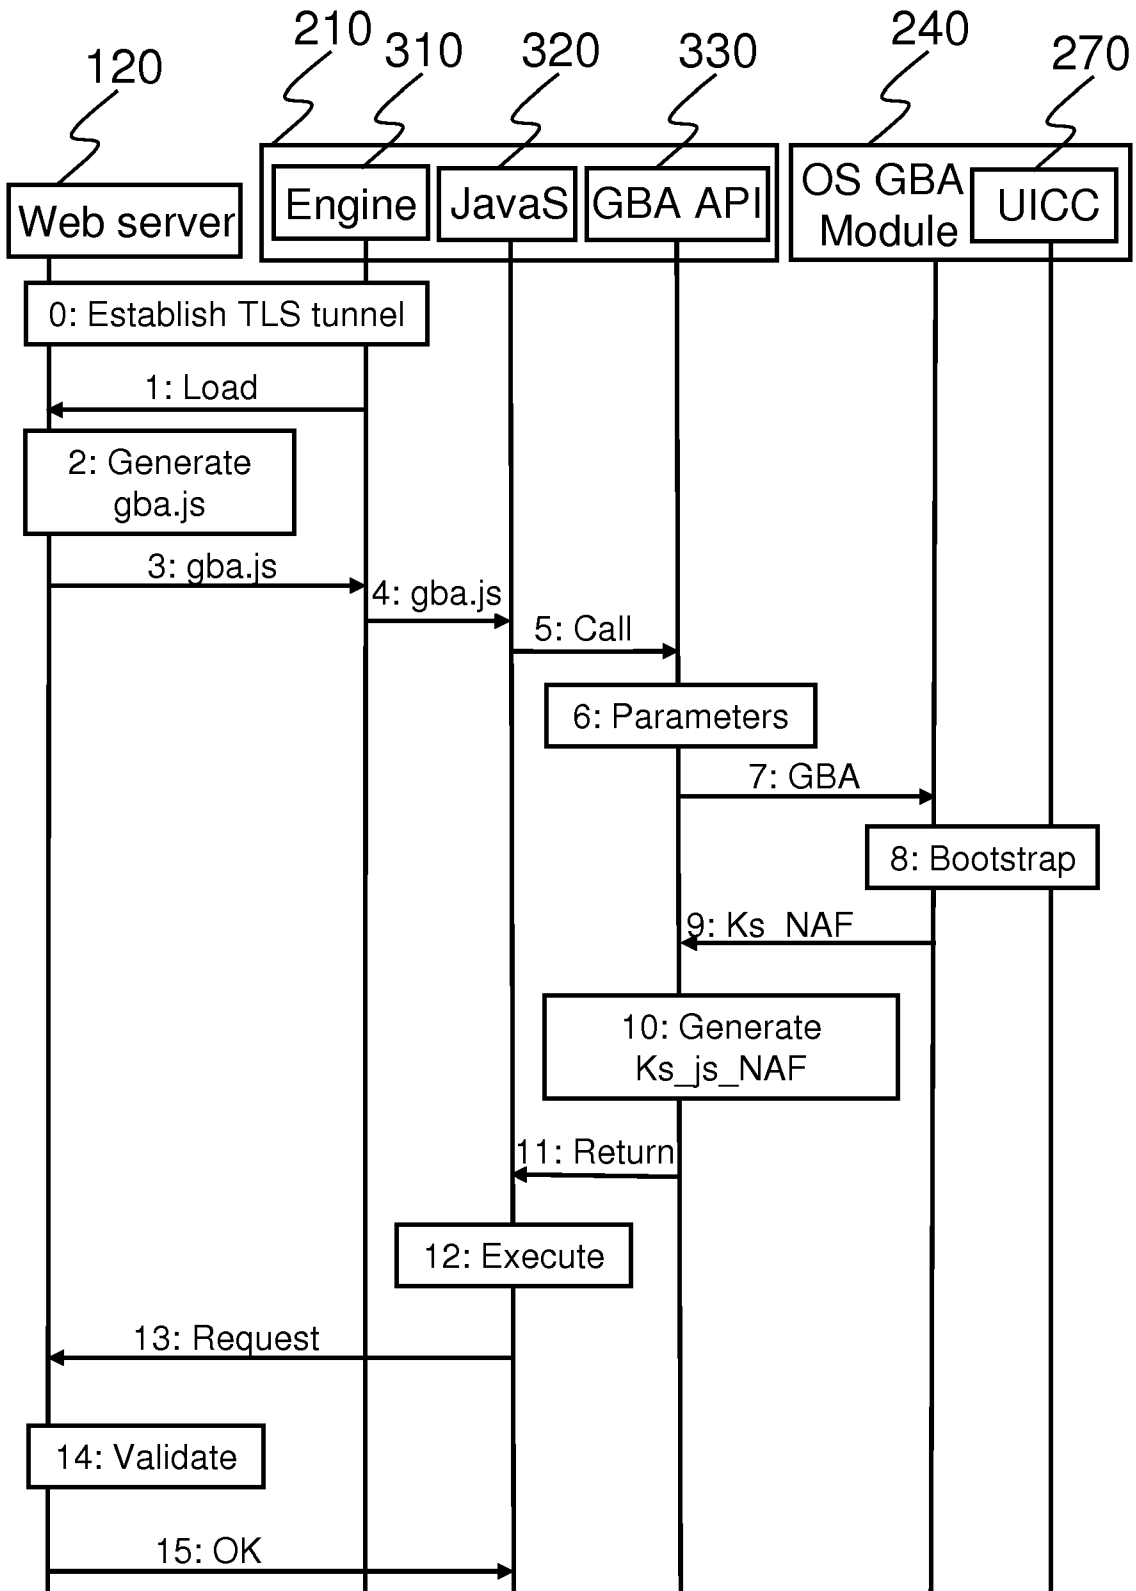 210
310
320
330
240
270
120
Engine
JavaS
GBA API
OS GBA
Module
UICC
Web server
0: Establish TLS tunnel
1: Load
2: Generate
gba.js
3: gba.js
4: gba.js
5: Call
6: Parameters
7: GBA
8: Bootstrap
9: Ks_NAF
10: Generate
Ks_js_NAF
11: Return
12: Execute
13: Request
14: Validate
15: OK